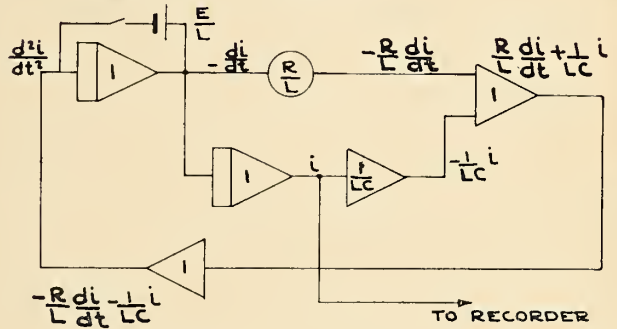 E/L
d²i/dt²
1
-di/dt
R/L
-R/L di/dt
R/L di/dt + 1/LC i
1
1
i
1/LC
-1/LC i
1
-R/L di/dt - 1/LC i
TO RECORDER